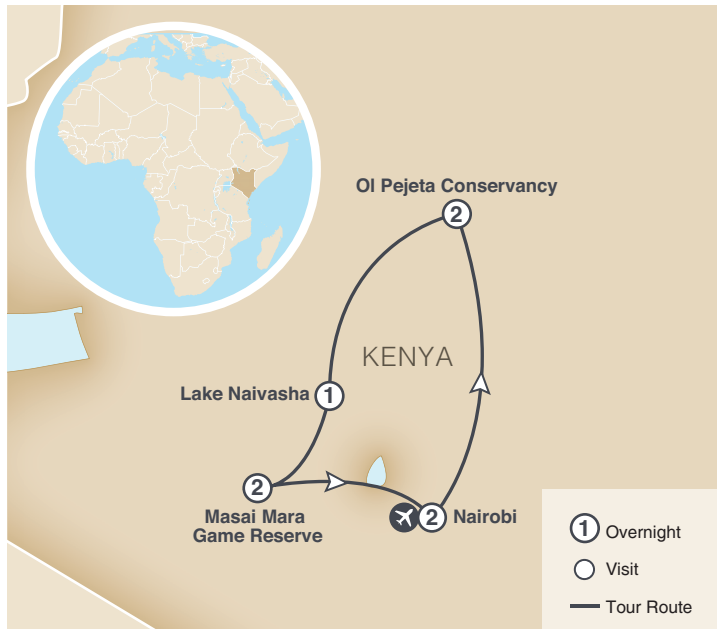 Ol Pejeta Conservancy
2
KENYA
Lake Naivasha 1
2
Masai Mara
Game Reserve
2 Nairobi
1 Overnight
Visit
Tour Route